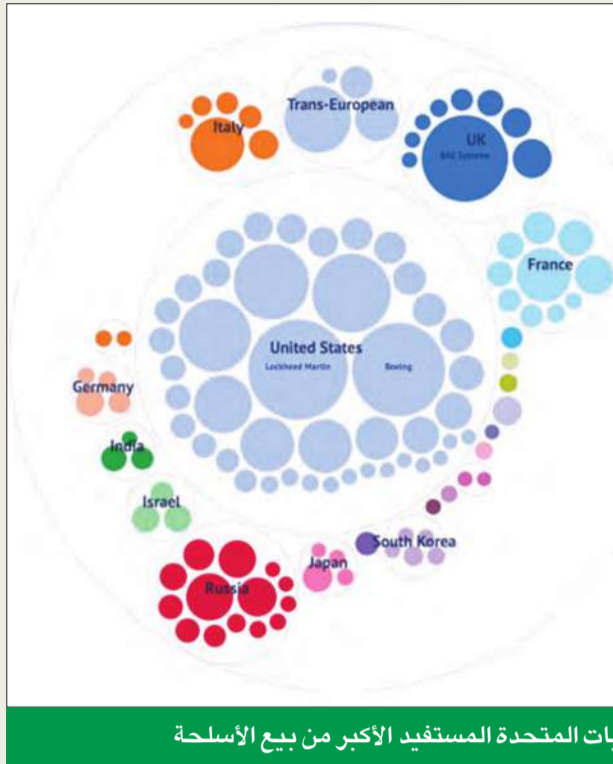 Trans-European
Italy
UK
BAE Systems
France
United States
Lockheed Martin
Boeing
Germany
India
Israel
South Korea
Japan
Russia
المتحدة المستفيد الأكبر من بيع الأسلحة